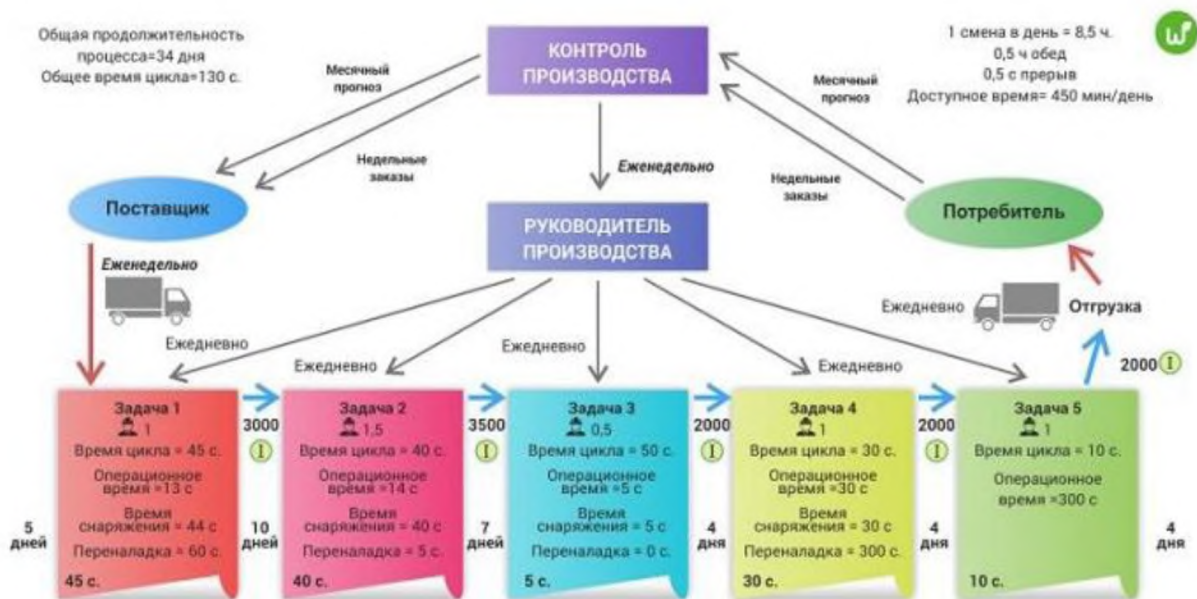 Общая продолжительность
процесса=34 дня
Общее время цикла=130 с.
КОНТРОЛЬ
ПРОИЗВОДСТВА
1 смена в день = 8,5 ч.
0,5 ч обед
0,5 с прерыв
Доступное время= 450 мин/день
W
Месячный
прогноз
Месячный
прогноз
Недельные
заказы
Еженедельно
Недельные
заказы
Поставщик
РУКОВОДИТЕЛЬ
ПРОИЗВОДСТВА
Потребитель
Еженедельно
Ежедневно
Отгрузка
Ежедневно
Ежедневно
Ежедневно
Ежедневно
2000 I
Задача 1
1
Время цикла = 45 с.
Операционное
время =13 с
Время
снаряжения = 44 с
Переналадка = 60 с.
45 с.
5
дней
3000
I
10
дней
Задача 2
1,5
Время цикла = 40 с.
Операционное
время =14 с
Время
снаряжения = 40 с
Переналадка = 5 с.
40 с.
3500
I
7
дней
Задача 3
0,5
Время цикла = 50 с.
Операционное
время =5 с
Время
снаряжения = 5 с
Переналадка = 0 с.
5 с.
2000
I
4
дня
Задача 4
1
Время цикла = 30 с.
Операционное
время =30 с
Время
снаряжения = 30 с
Переналадка = 300 с.
30 с.
2000
I
4
дня
Задача 5
1
Время цикла = 10 с.
Операционное
время =300 с
10 с.
4
дня